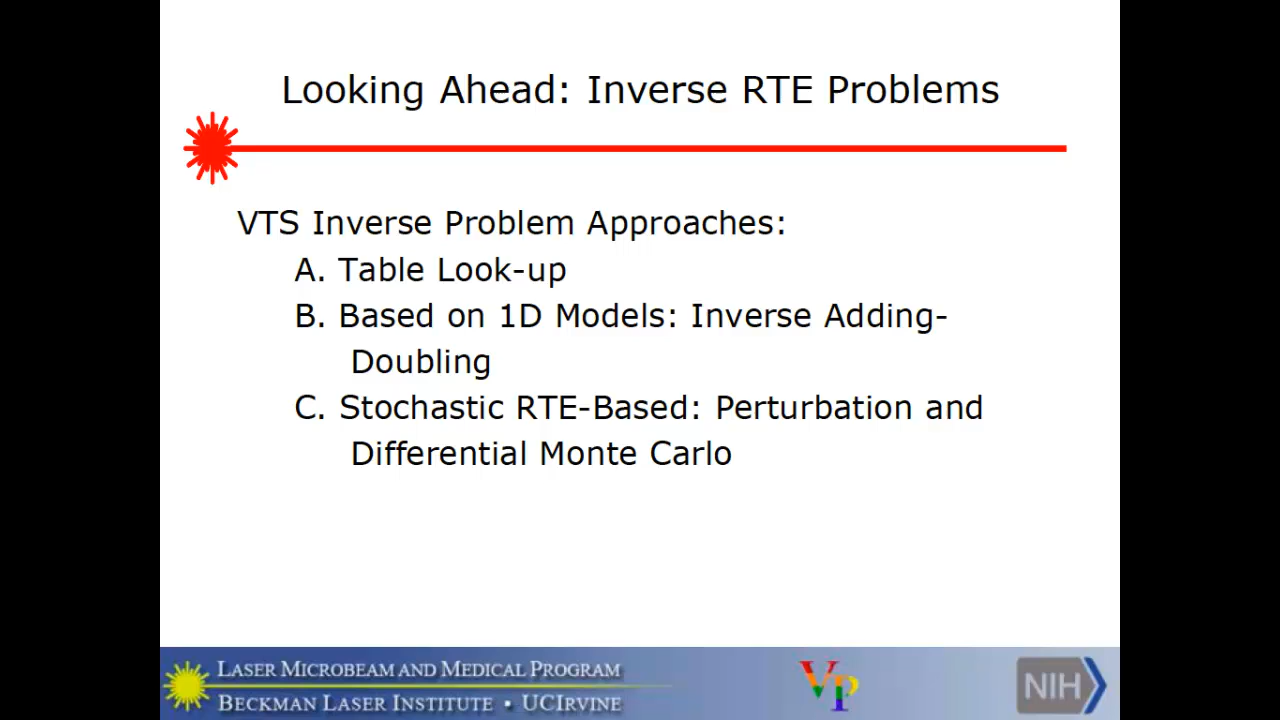 Looking Ahead: Inverse RTE Problems
VTS Inverse Problem Approaches:
A. Table Look-up
B. Based on 1D Models: Inverse Adding-
Doubling
C. Stochastic RTE-Based: Perturbation and
Differential Monte Carlo
LASER MICROBEAM AND MEDICAL PROGRAM
BECKMAN LASER INSTITUTE • UCIRVINE
VP
NIH